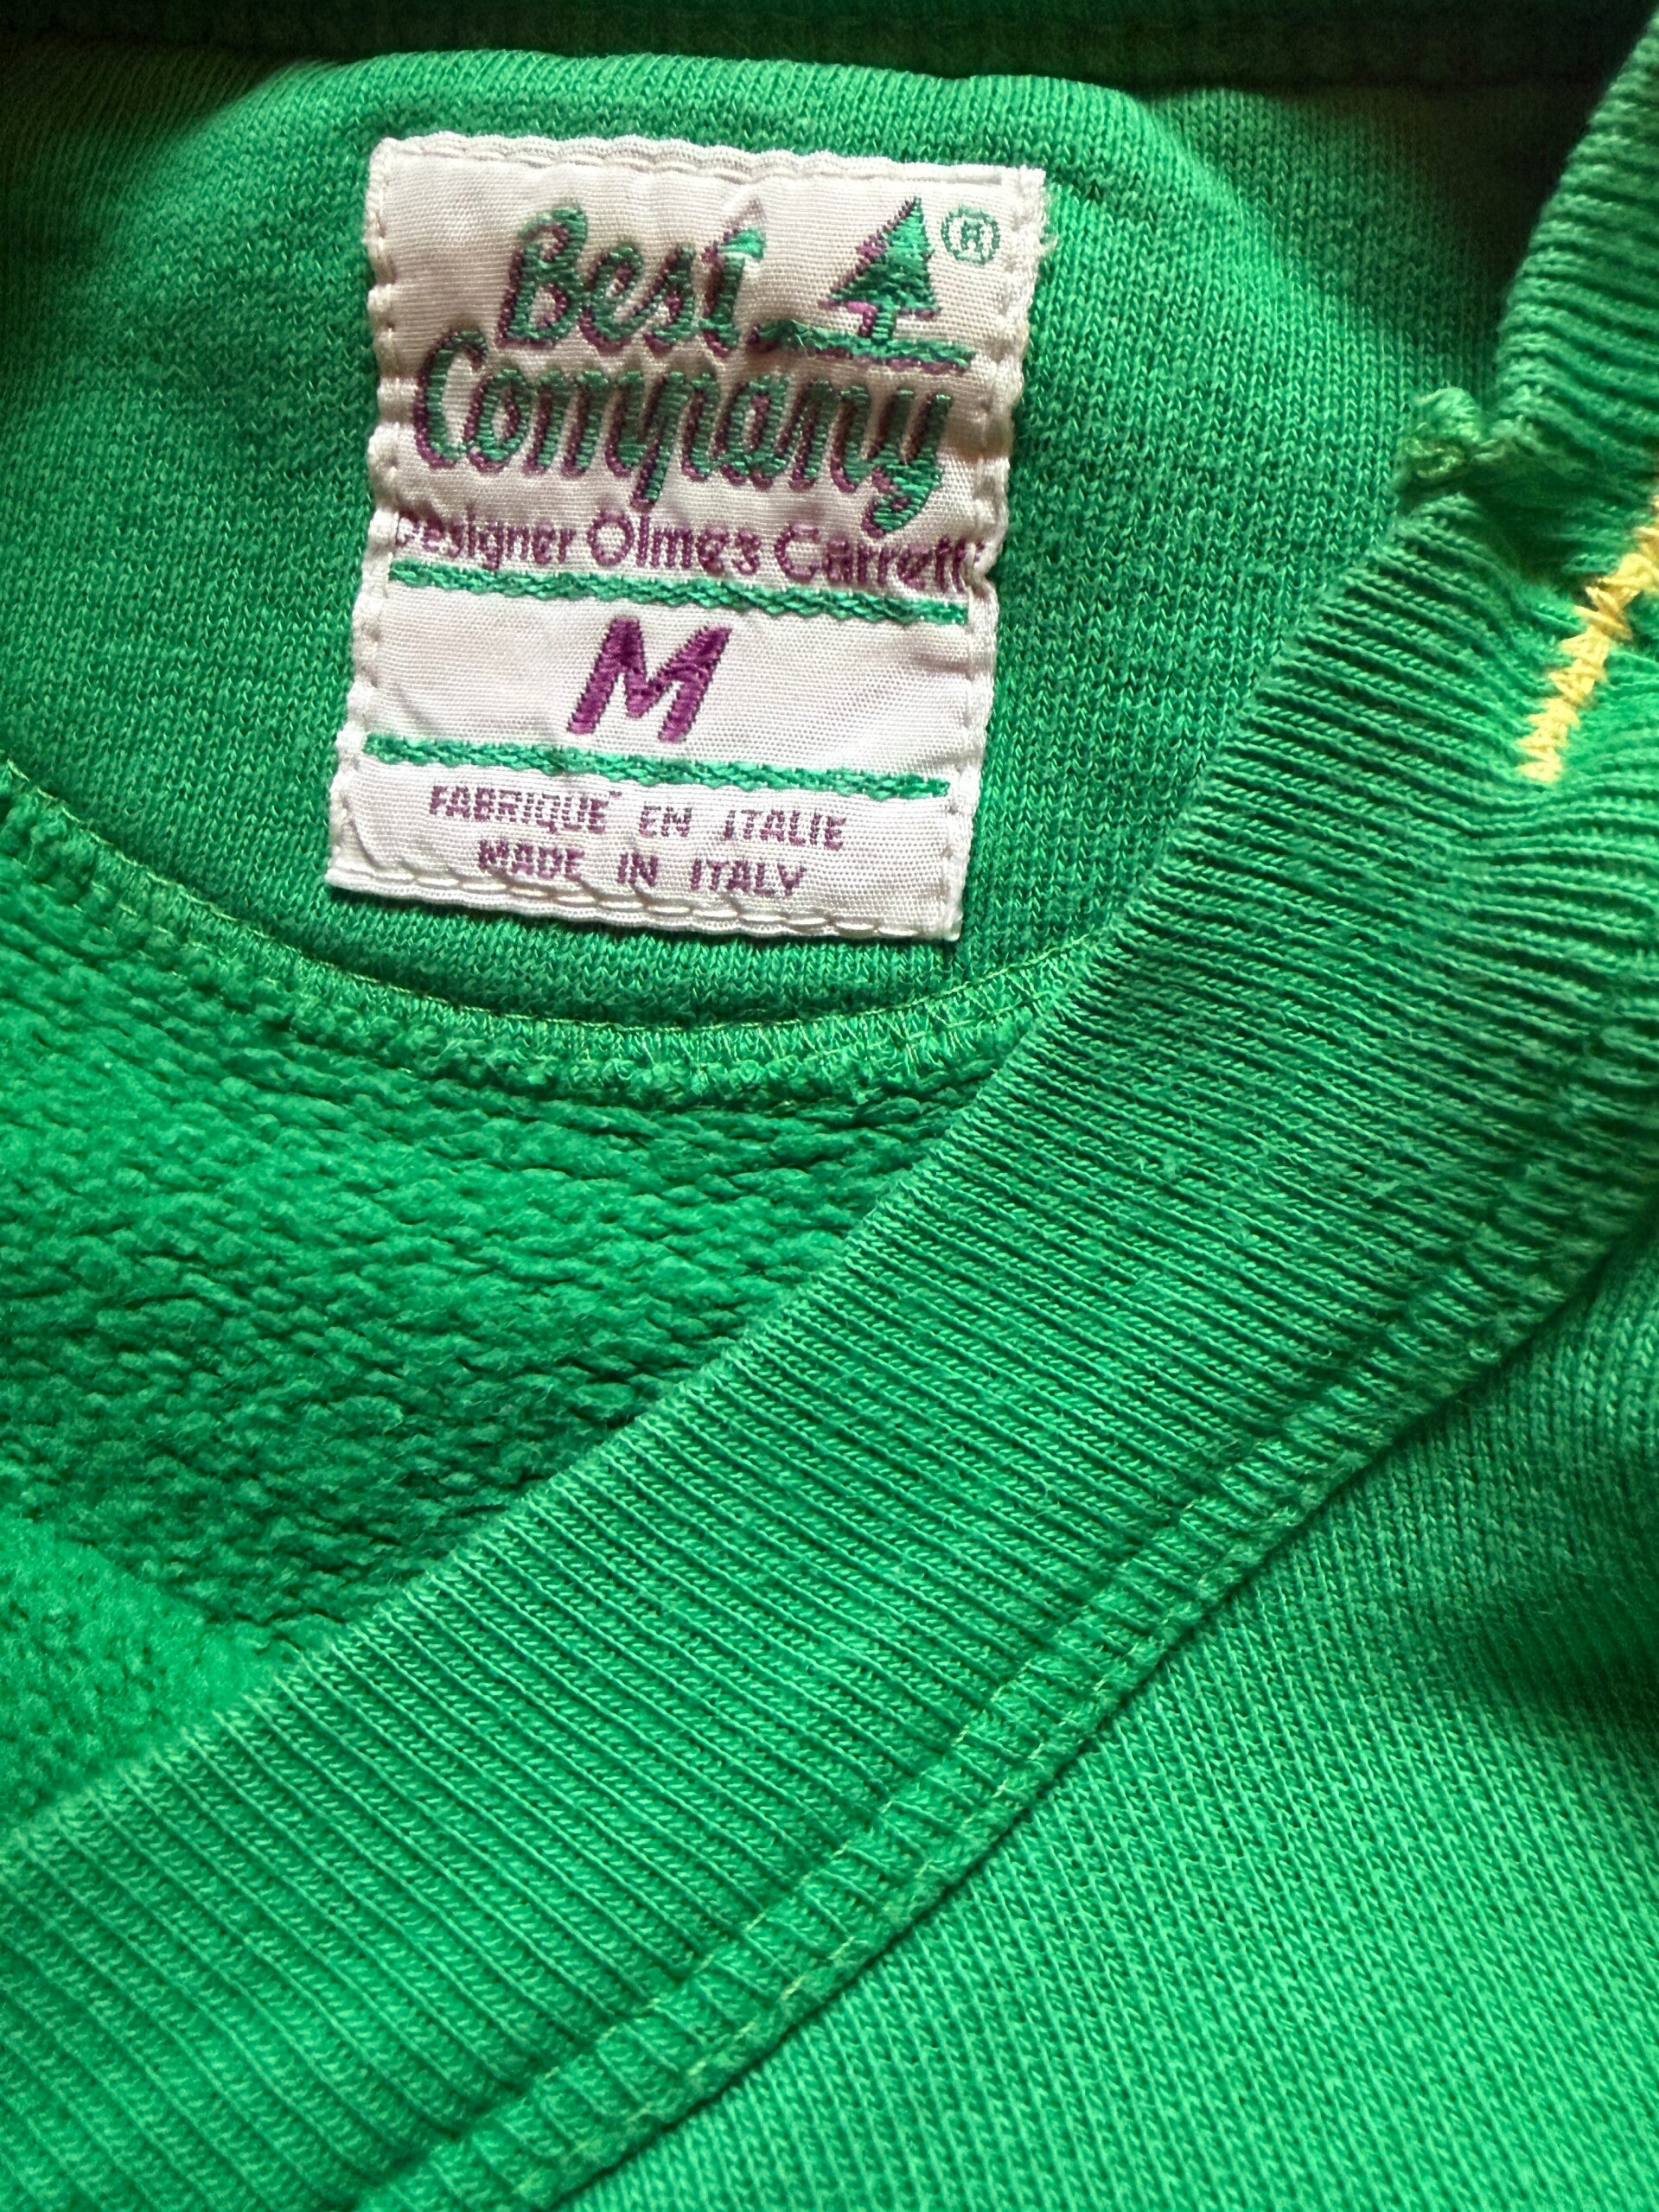 Best ®
Company
Designer Olmes Carretti
M
FABRIQUE' EN ITALIE
MADE IN ITALY